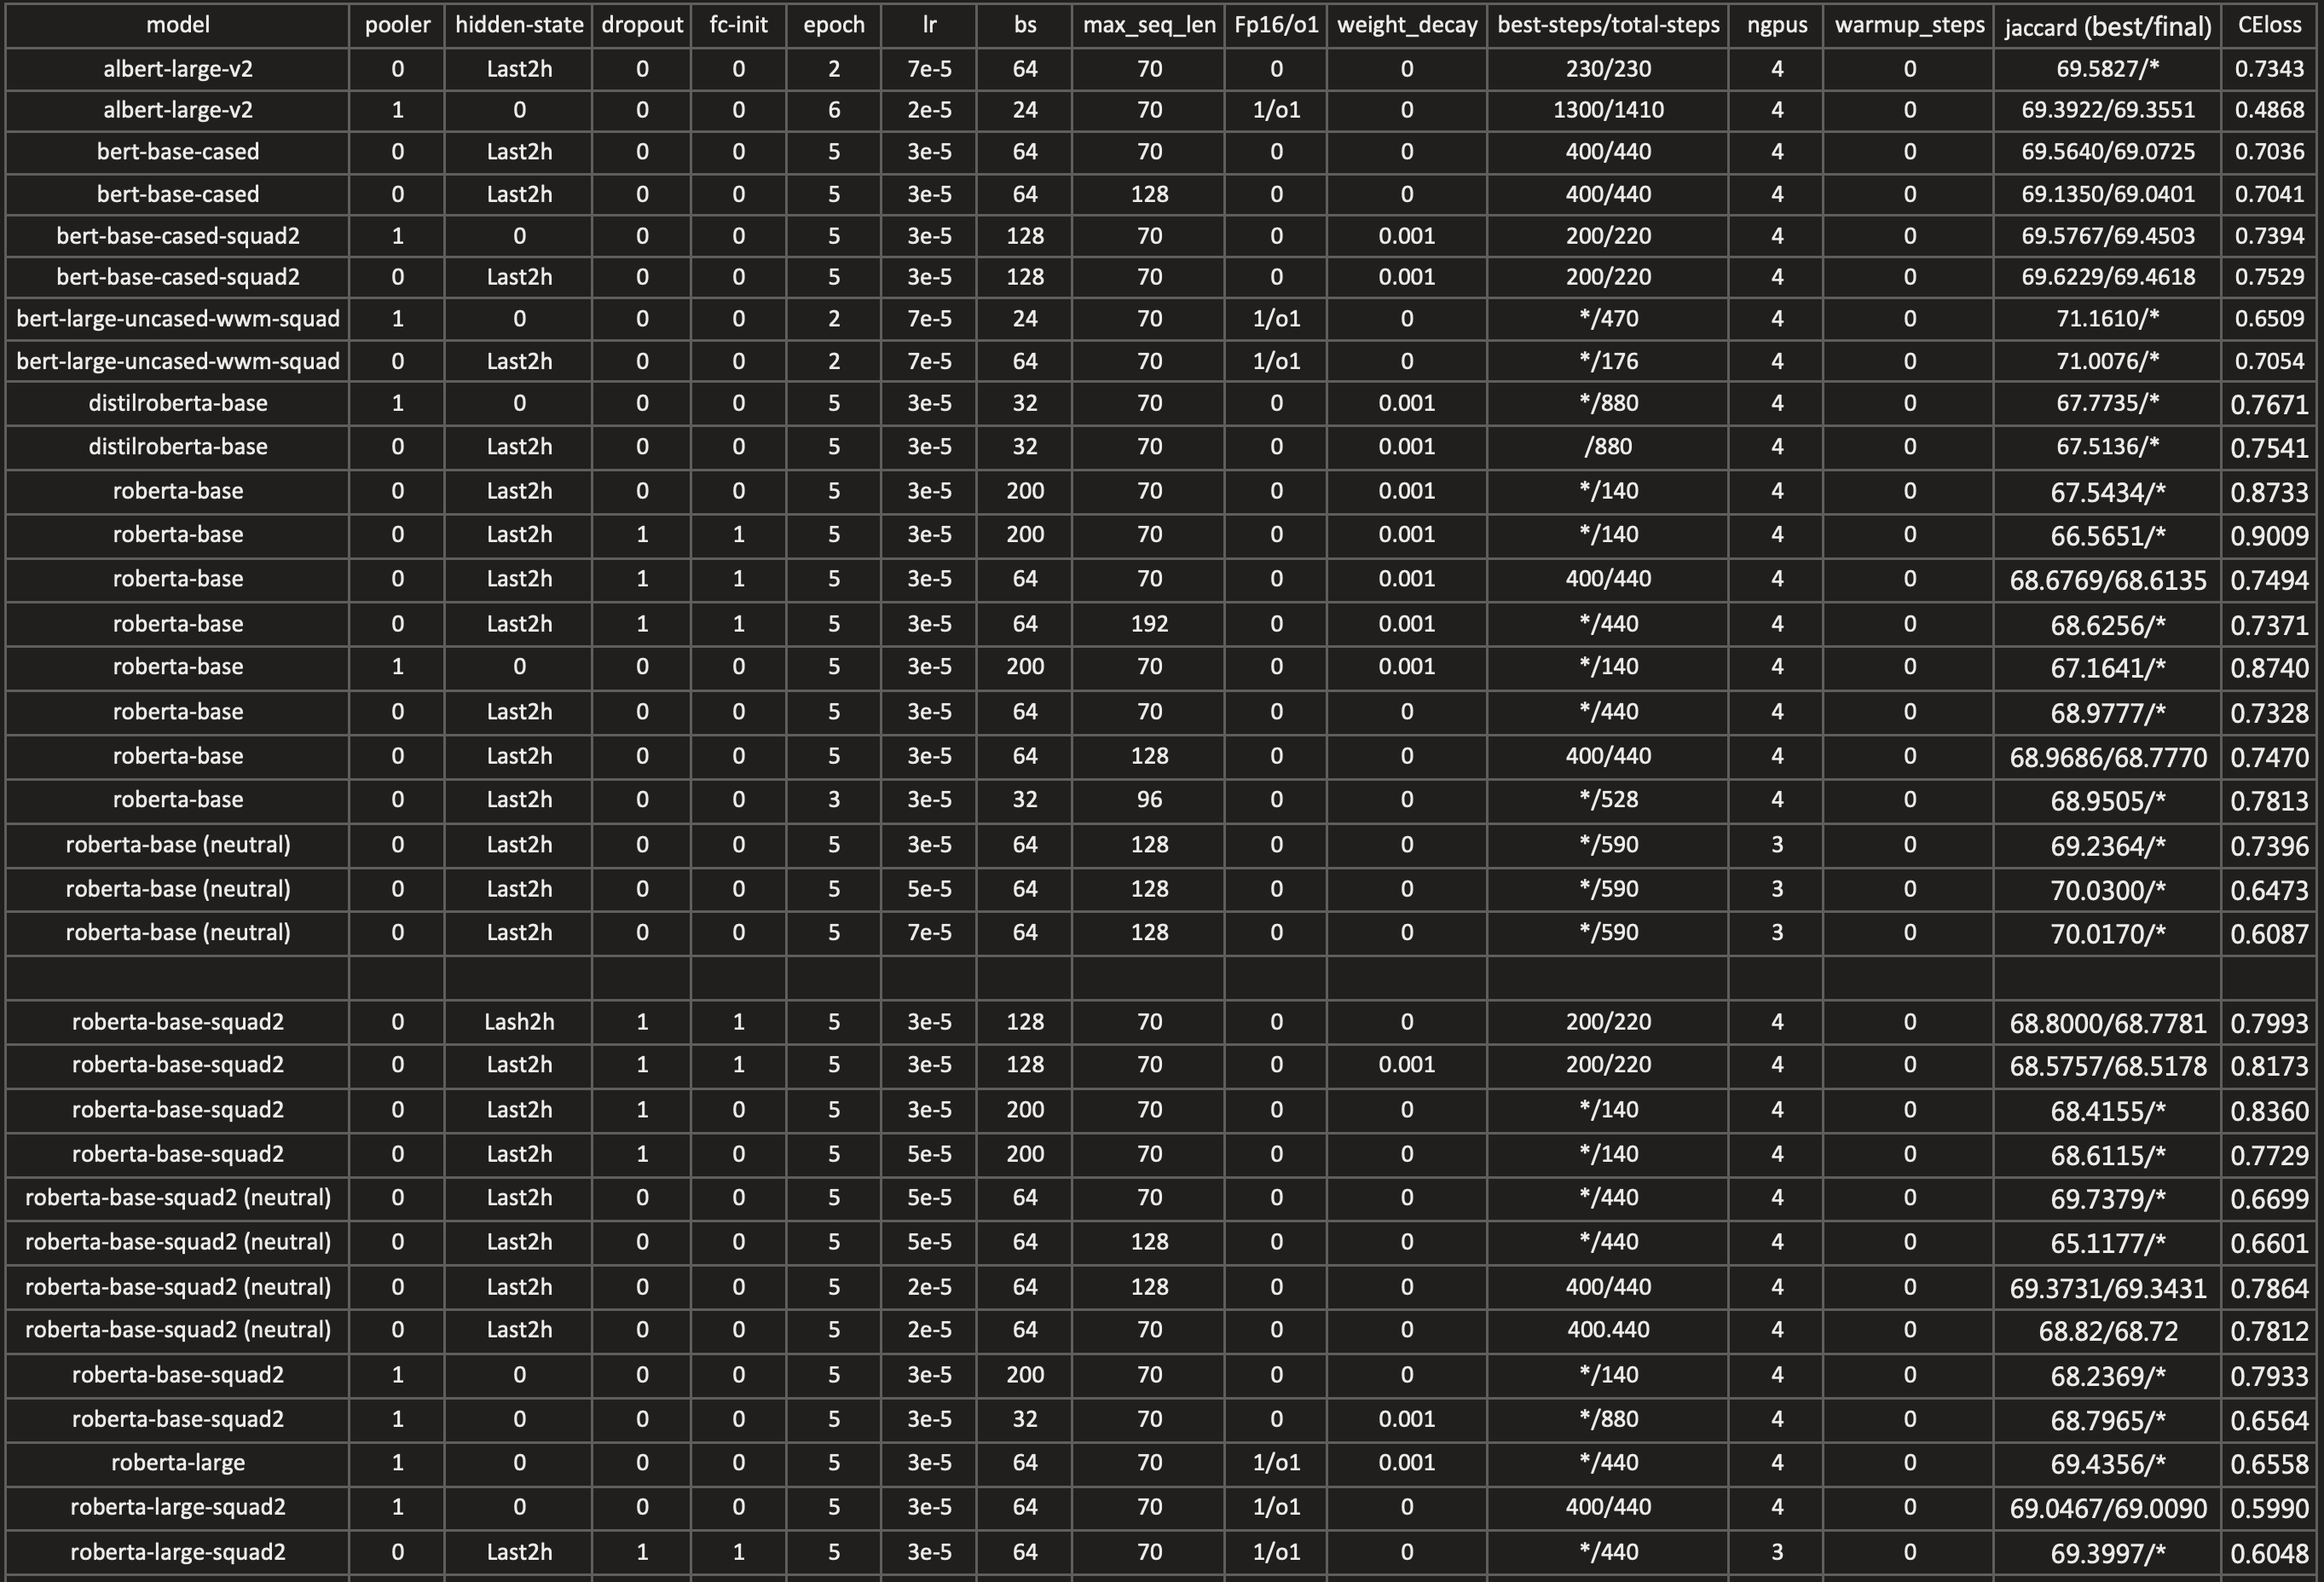 model pooler hidden-state dropout fc-init epoch lr bs max_seq_len Fp16/o1 weight_decay best-steps/total-steps ngpus warmup_steps jaccard (best/final) CEloss
albert-large-v2 0 Last2h 0 0 2 7e-5 64 70 0 0 230/230 4 0 69.5827/* 0.7343
albert-large-v2 1 0 0 0 6 2e-5 24 70 1/o1 0 1300/1410 4 0 69.3922/69.3551 0.4868
bert-base-cased 0 Last2h 0 0 5 3e-5 64 70 0 0 400/440 4 0 69.5640/69.0725 0.7036
bert-base-cased 0 Last2h 0 0 5 3e-5 64 128 0 0 400/440 4 0 69.1350/69.0401 0.7041
bert-base-cased-squad2 1 0 0 0 5 3e-5 128 70 0 0.001 200/220 4 0 69.5767/69.4503 0.7394
bert-base-cased-squad2 0 Last2h 0 0 5 3e-5 128 70 0 0.001 200/220 4 0 69.6229/69.4618 0.7529
bert-large-uncased-wwm-squad 1 0 0 0 2 7e-5 24 70 1/o1 0 */470 4 0 71.1610/* 0.6509
bert-large-uncased-wwm-squad 0 Last2h 0 0 2 7e-5 64 70 1/o1 0 */176 4 0 71.0076/* 0.7054
distilroberta-base 1 0 0 0 5 3e-5 32 70 0 0.001 */880 4 0 67.7735/* 0.7671
distilroberta-base 0 Last2h 0 0 5 3e-5 32 70 0 0.001 /880 4 0 67.5136/* 0.7541
roberta-base 0 Last2h 0 0 5 3e-5 200 70 0 0.001 */140 4 0 67.5434/* 0.8733
roberta-base 0 Last2h 1 1 5 3e-5 200 70 0 0.001 */140 4 0 66.5651/* 0.9009
roberta-base 0 Last2h 1 1 5 3e-5 64 70 0 0.001 400/440 4 0 68.6769/68.6135 0.7494
roberta-base 0 Last2h 1 1 5 3e-5 64 192 0 0.001 */440 4 0 68.6256/* 0.7371
roberta-base 1 0 0 0 5 3e-5 200 70 0 0.001 */140 4 0 67.1641/* 0.8740
roberta-base 0 Last2h 0 0 5 3e-5 64 70 0 0 */440 4 0 68.9777/* 0.7328
roberta-base 0 Last2h 0 0 5 3e-5 64 128 0 0 400/440 4 0 68.9686/68.7770 0.7470
roberta-base 0 Last2h 0 0 3 3e-5 32 96 0 0 */528 4 0 68.9505/* 0.7813
roberta-base (neutral) 0 Last2h 0 0 5 3e-5 64 128 0 0 */590 3 0 69.2364/* 0.7396
roberta-base (neutral) 0 Last2h 0 0 5 5e-5 64 128 0 0 */590 3 0 70.0300/* 0.6473
roberta-base (neutral) 0 Last2h 0 0 5 7e-5 64 128 0 0 */590 3 0 70.0170/* 0.6087
roberta-base-squad2 0 Lash2h 1 1 5 3e-5 128 70 0 0 200/220 4 0 68.8000/68.7781 0.7993
roberta-base-squad2 0 Last2h 1 1 5 3e-5 128 70 0 0.001 200/220 4 0 68.5757/68.5178 0.8173
roberta-base-squad2 0 Last2h 1 0 5 3e-5 200 70 0 0 */140 4 0 68.4155/* 0.8360
roberta-base-squad2 0 Last2h 1 0 5 5e-5 200 70 0 0 */140 4 0 68.6115/* 0.7729
roberta-base-squad2 (neutral) 0 Last2h 0 0 5 5e-5 64 70 0 0 */440 4 0 69.7379/* 0.6699
roberta-base-squad2 (neutral) 0 Last2h 0 0 5 5e-5 64 128 0 0 */440 4 0 65.1177/* 0.6601
roberta-base-squad2 (neutral) 0 Last2h 0 0 5 2e-5 64 128 0 0 400/440 4 0 69.3731/69.3431 0.7864
roberta-base-squad2 (neutral) 0 Last2h 0 0 5 2e-5 64 70 0 0 400.440 4 0 68.82/68.72 0.7812
roberta-base-squad2 1 0 0 0 5 3e-5 200 70 0 0 */140 4 0 68.2369/* 0.7933
roberta-base-squad2 1 0 0 0 5 3e-5 32 70 0 0.001 */880 4 0 68.7965/* 0.6564
roberta-large 1 0 0 0 5 3e-5 64 70 1/o1 0.001 */440 4 0 69.4356/* 0.6558
roberta-large-squad2 1 0 0 0 5 3e-5 64 70 1/o1 0 400/440 4 0 69.0467/69.0090 0.5990
roberta-large-squad2 0 Last2h 1 1 5 3e-5 64 70 1/o1 0 */440 3 0 69.3997/* 0.6048